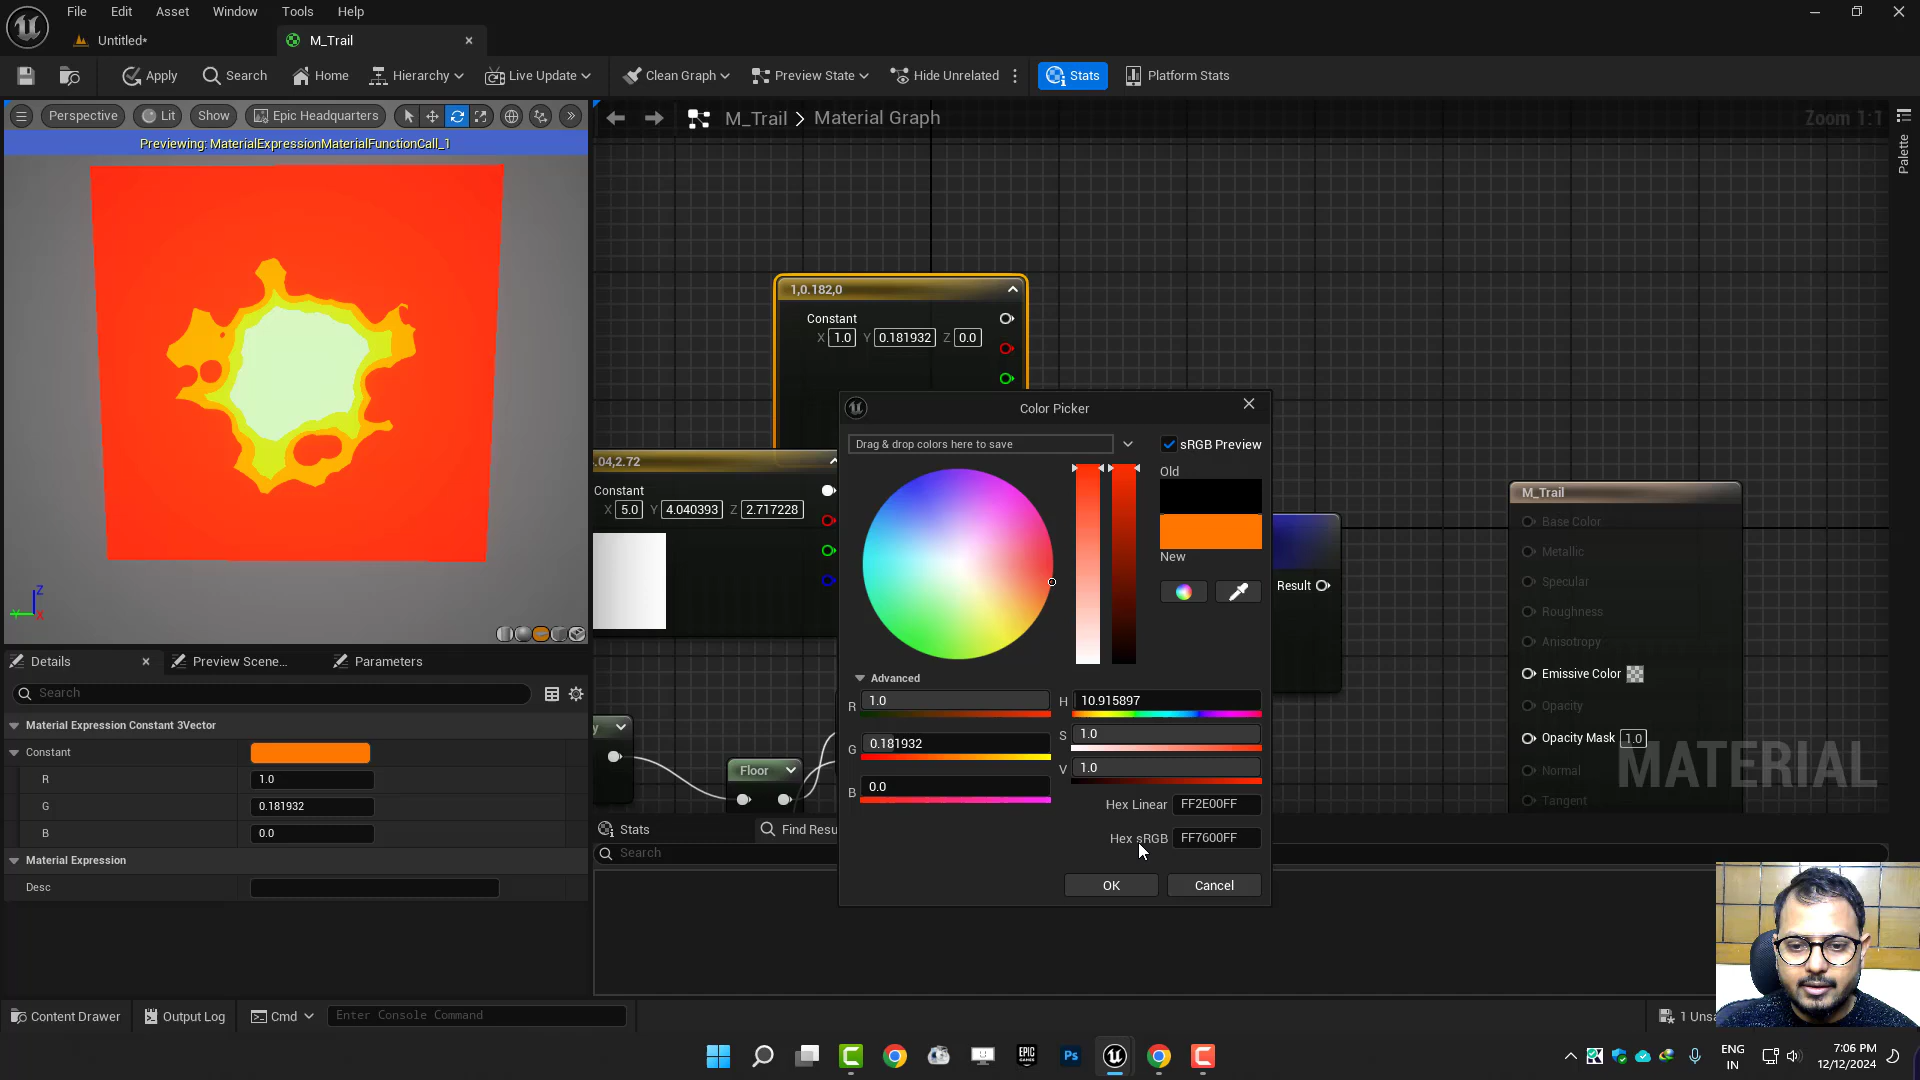 File Edit Asset Window Tools Help
Untitled*
M_Trail
Apply Search Home Hierarchy Live Update Clean Graph Preview State Hide Unrelated Stats Platform Stats
Perspective Lit Show Epic Headquarters
M_Trail > Material Graph
Zoom 1:1
Palette
Previewing: MaterialExpressionMaterialFunctionCall_1
1,0.182,0
Constant
X 1.0 Y 0.181932 Z 0.0
.04,2.72
Constant
X 5.0 Y 4.040393 Z 2.717228
Floor
Color Picker
Drag & drop colors here to save
sRGB Preview
Old
New
Advanced
R 1.0
G 0.181932
B 0.0
H 10.915897
S 1.0
V 1.0
Hex Linear FF2E00FF
Hex sRGB FF7600FF
OK Cancel
Result
M_Trail
Base Color
Metallic
Specular
Roughness
Anisotropy
Emissive Color
Opacity
Opacity Mask 1.0
Normal
Tangent
MATERIAL
Z
Y
X
Details Preview Scene... Parameters
Search
Material Expression Constant 3Vector
Constant
R 1.0
G 0.181932
B 0.0
Material Expression
Desc
Stats Find Resu
Search
Content Drawer Output Log Cmd Enter Console Command
1 Unsa
EPIC GAMES
Ps
ENG
IN
7:06 PM
12/12/2024